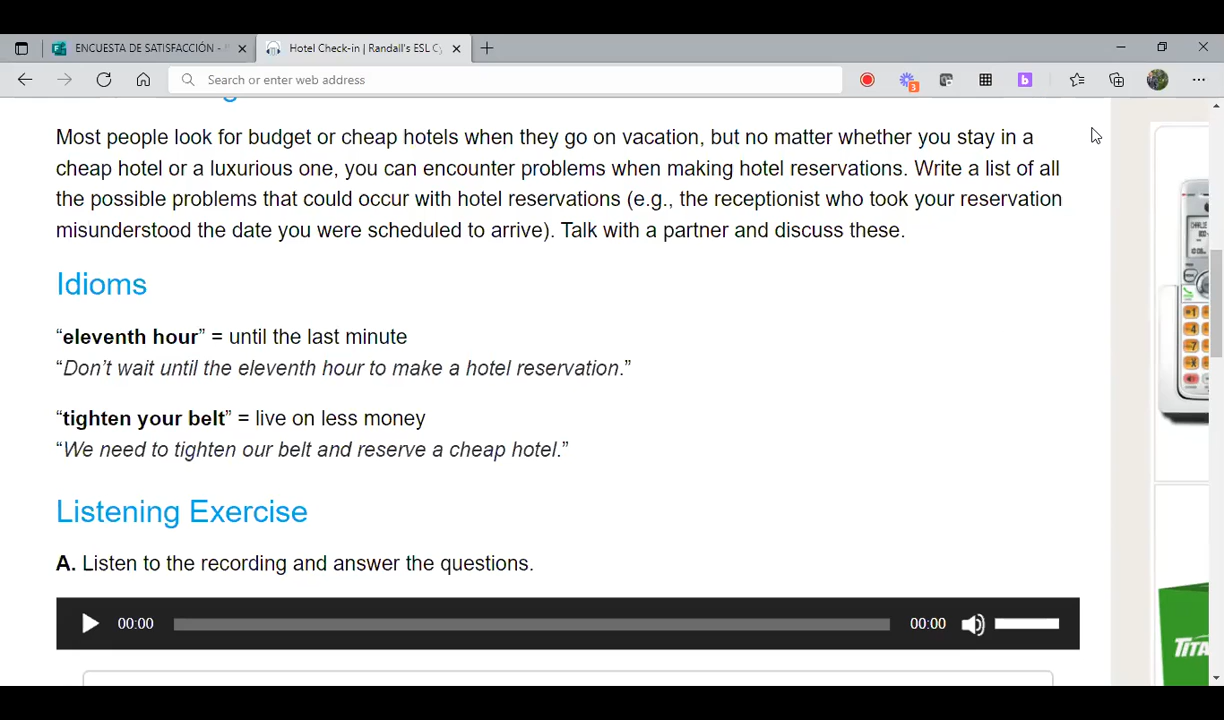 ENCUESTA DE SATISFACCIÓN -
Hotel Check-in | Randall's ESL Cy
Search or enter web address
3
b
Most people look for budget or cheap hotels when they go on vacation, but no matter whether you stay in a
cheap hotel or a luxurious one, you can encounter problems when making hotel reservations. Write a list of all
the possible problems that could occur with hotel reservations (e.g., the receptionist who took your reservation
misunderstood the date you were scheduled to arrive). Talk with a partner and discuss these.
Idioms
“eleventh hour” = until the last minute
“Don’t wait until the eleventh hour to make a hotel reservation.”
“tighten your belt” = live on less money
“We need to tighten our belt and reserve a cheap hotel.”
Listening Exercise
A. Listen to the recording and answer the questions.
00:00
00:00
TITA